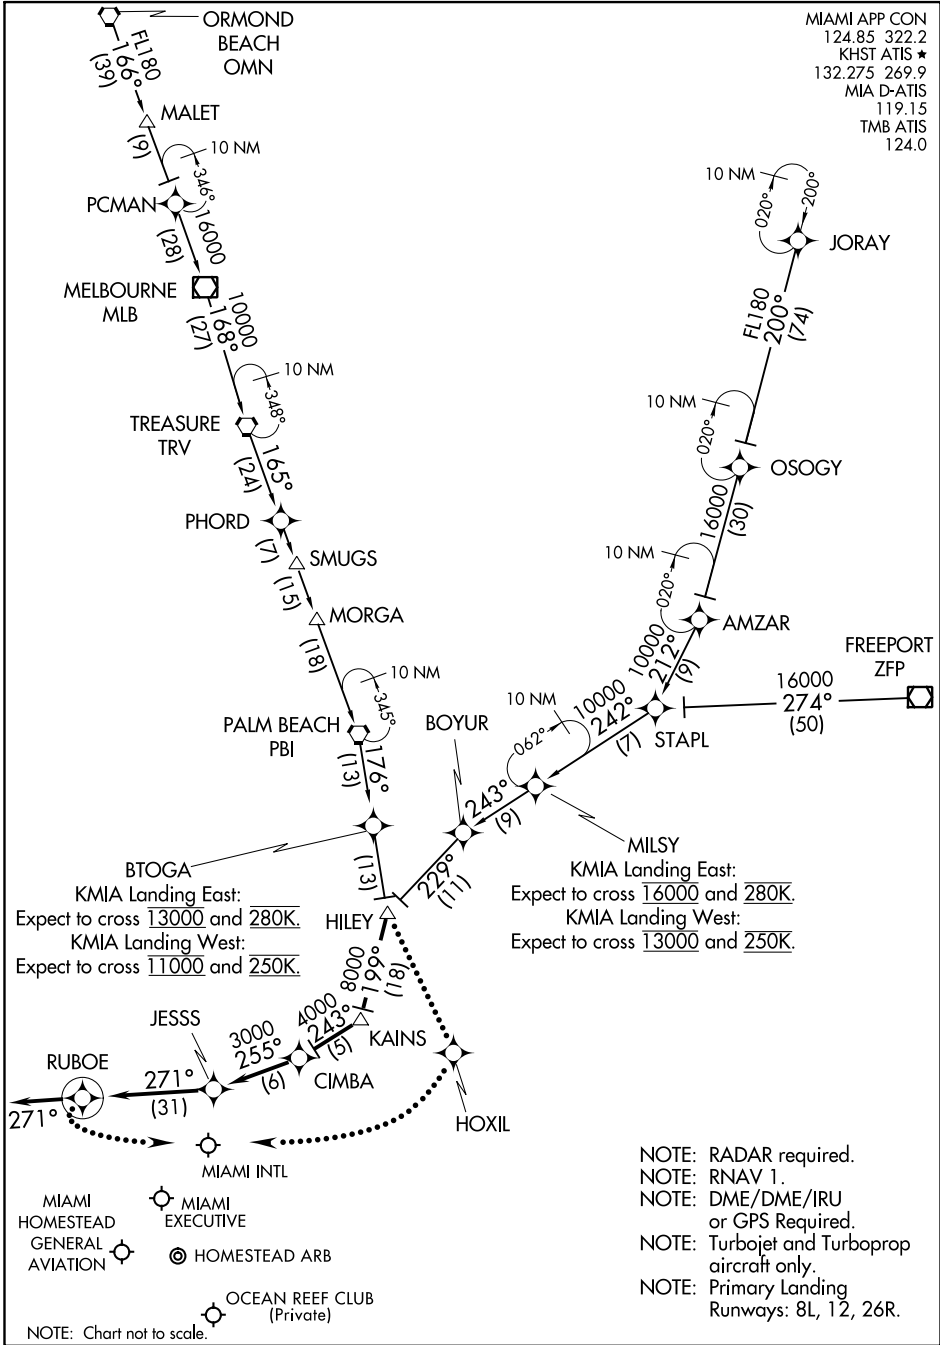 ORMOND
BEACH
OMN
MIAMI APP CON
124.85 322.2
KHST ATIS ★
132.275 269.9
MIA D-ATIS
119.15
TMB ATIS
124.0
FL180
166°
(39)
MALET
(9)
10 NM
346°
PCMAN
16000
(28)
MELBOURNE
MLB
10000
168°
(27)
10 NM
348°
TREASURE
TRV
165°
(24)
PHORD
(7)
SMUGS
(15)
MORGA
(18)
10 NM
345°
PALM BEACH
PBI
176°
(13)
10 NM
020°
200°
JORAY
FL180
200°
(74)
10 NM
020°
OSOGY
16000
(30)
10 NM
020°
AMZAR
10000
212°
(9)
FREEPORT
ZFP
16000
274°
(50)
STAPL
10 NM
062°
10000
242°
(7)
BOYUR
243°
(9)
MILSY
KMIA Landing East:
Expect to cross 16000 and 280K.
KMIA Landing West:
Expect to cross 13000 and 250K.
BTOGA
KMIA Landing East:
Expect to cross 13000 and 280K.
KMIA Landing West:
Expect to cross 11000 and 250K.
(13)
229°
(11)
HILEY
8000
199°
(18)
KAINS
4000
243°
(5)
CIMBA
3000
255°
(6)
JESSS
271°
(31)
RUBOE
271°
HOXIL
MIAMI INTL
MIAMI
EXECUTIVE
MIAMI
HOMESTEAD
GENERAL
AVIATION
HOMESTEAD ARB
OCEAN REEF CLUB
(Private)
NOTE: Chart not to scale.
NOTE: RADAR required.
NOTE: RNAV 1.
NOTE: DME/DME/IRU
or GPS Required.
NOTE: Turbojet and Turboprop
aircraft only.
NOTE: Primary Landing
Runways: 8L, 12, 26R.